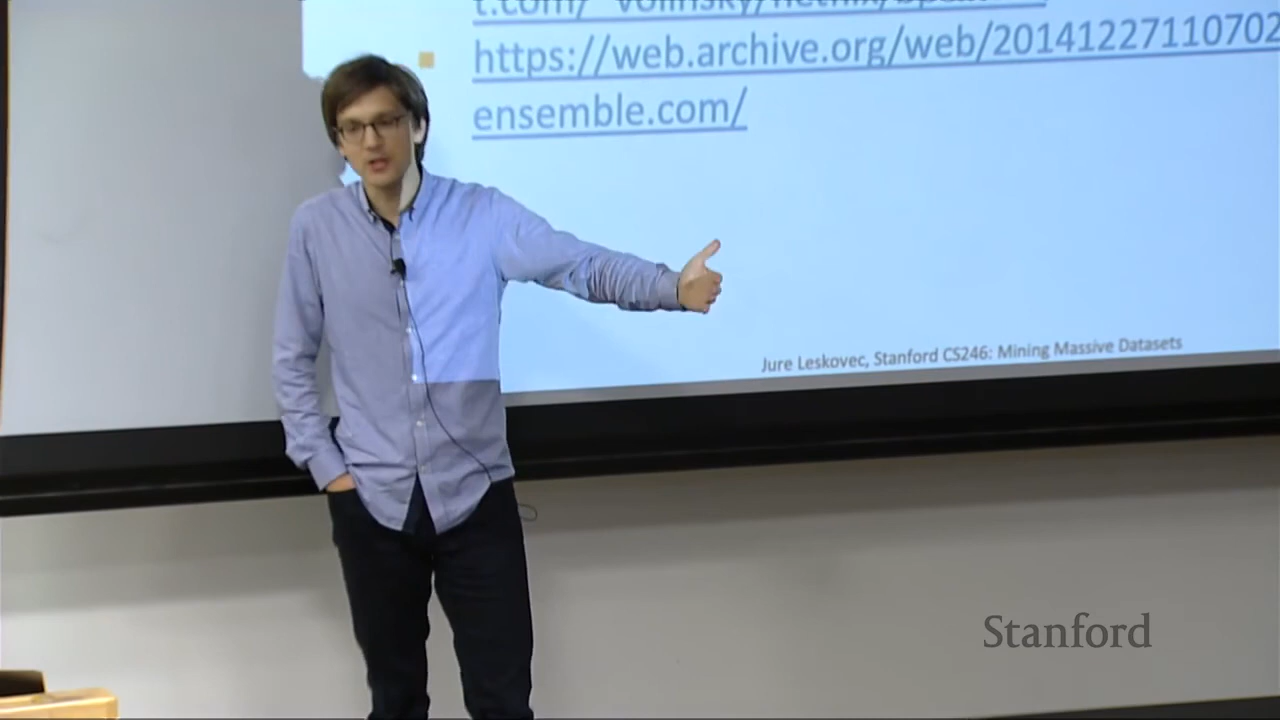 https://web.archive.org/web/20141227110702
ensemble.com/
Jure Leskovec, Stanford CS246: Mining Massive Datasets
Stanford